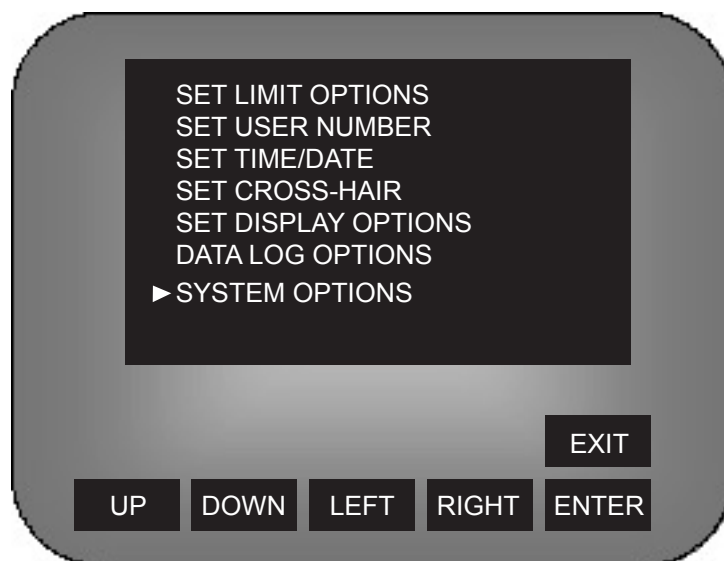 SET LIMIT OPTIONS
SET USER NUMBER
SET TIME/DATE
SET CROSS-HAIR
SET DISPLAY OPTIONS
DATA LOG OPTIONS
►SYSTEM OPTIONS
EXIT
UP DOWN LEFT RIGHT ENTER